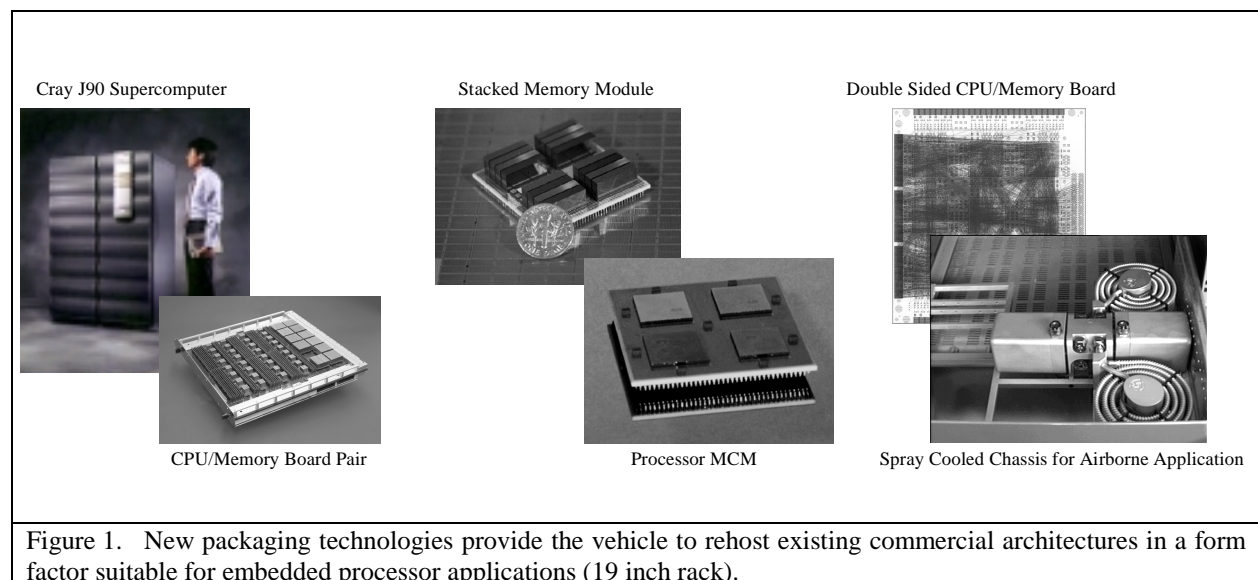 Cray J90 Supercomputer
Stacked Memory Module
Double Sided CPU/Memory Board
CPU/Memory Board Pair
Processor MCM
Spray Cooled Chassis for Airborne Application
Figure 1. New packaging technologies provide the vehicle to rehost existing commercial architectures in a form
factor suitable for embedded processor applications (19 inch rack).